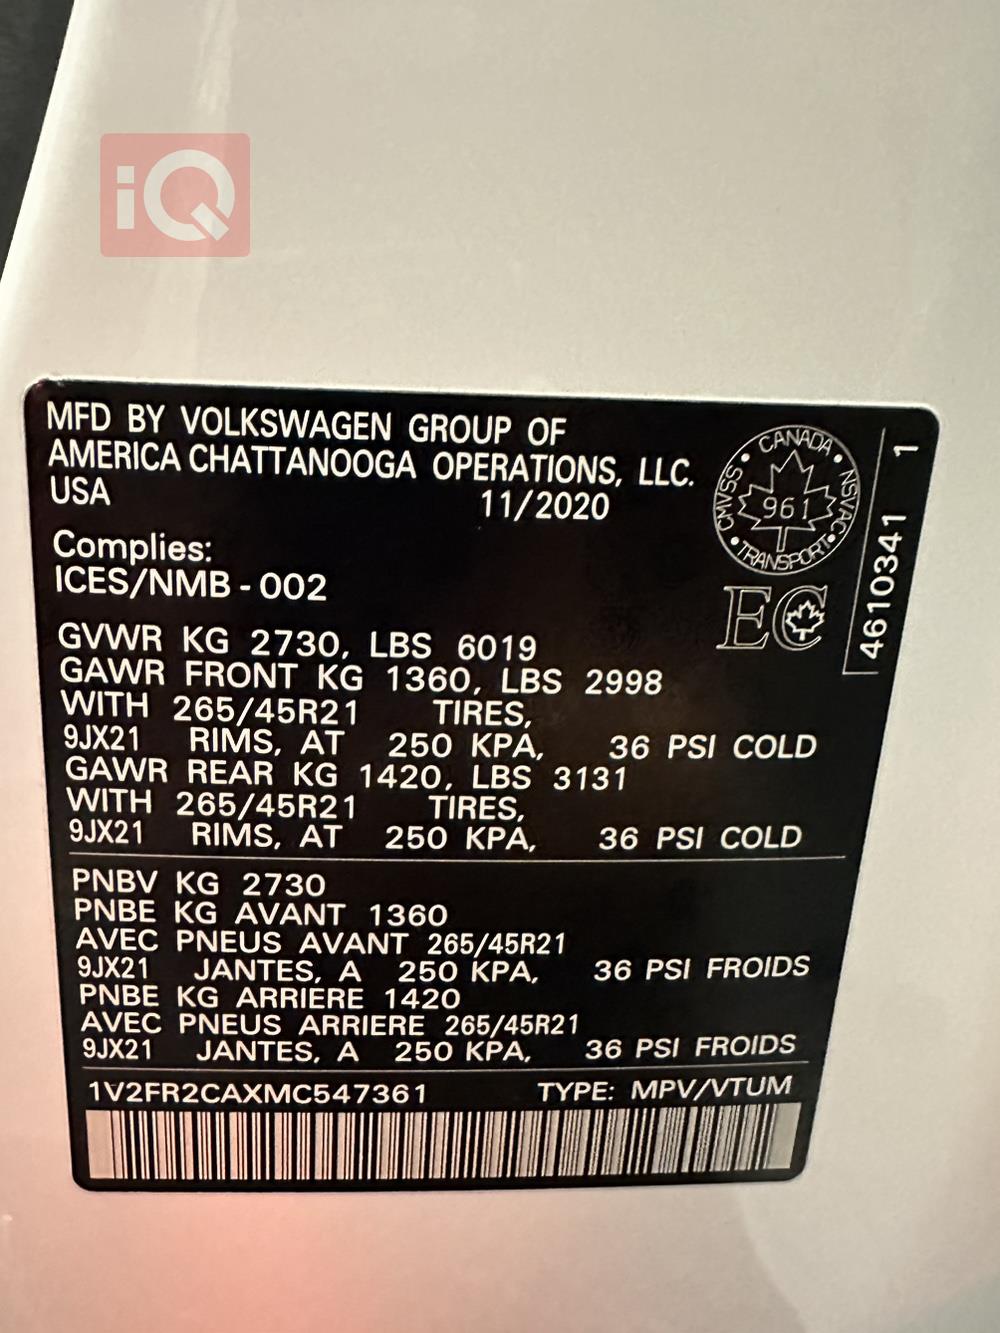 iQ
MFD BY VOLKSWAGEN GROUP OF
AMERICA CHATTANOOGA OPERATIONS, LLC.
USA 11/2020
CANADA
CMVSS NSVAC
961
TRANSPORT
EC
4610341 1
Complies:
ICES/NMB - 002
GVWR KG 2730, LBS 6019
GAWR FRONT KG 1360, LBS 2998
WITH 265/45R21 TIRES,
9JX21 RIMS, AT 250 KPA, 36 PSI COLD
GAWR REAR KG 1420, LBS 3131
WITH 265/45R21 TIRES,
9JX21 RIMS, AT 250 KPA, 36 PSI COLD
PNBV KG 2730
PNBE KG AVANT 1360
AVEC PNEUS AVANT 265/45R21
9JX21 JANTES, A 250 KPA, 36 PSI FROIDS
PNBE KG ARRIERE 1420
AVEC PNEUS ARRIERE 265/45R21
9JX21 JANTES, A 250 KPA, 36 PSI FROIDS
1V2FR2CAXMC547361 TYPE: MPV/VTUM